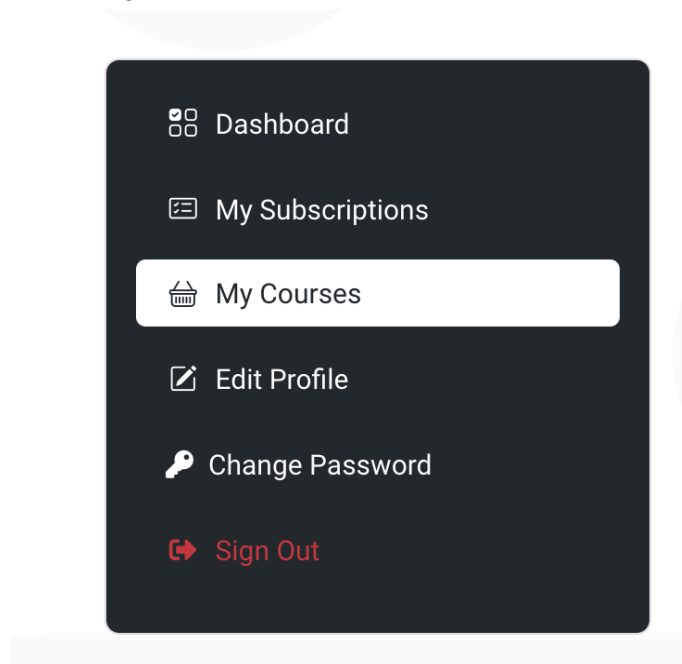 Dashboard
My Subscriptions
My Courses
Edit Profile
Change Password
Sign Out